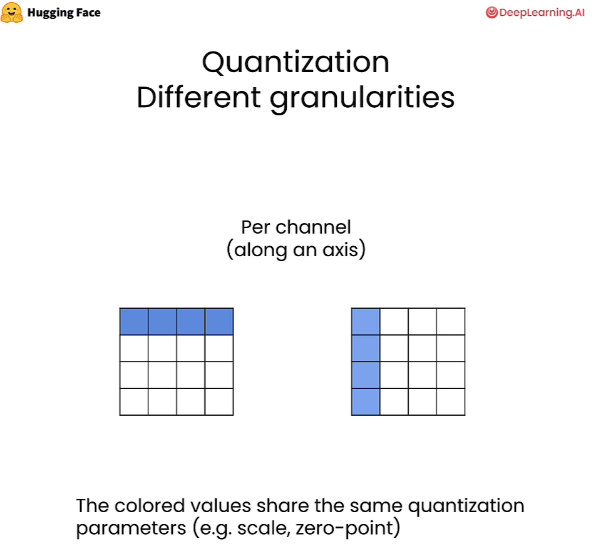 Hugging Face
DeepLearning.AI
Quantization
Different granularities
Per channel
(along an axis)
The colored values share the same quantization
parameters (e.g. scale, zero-point)